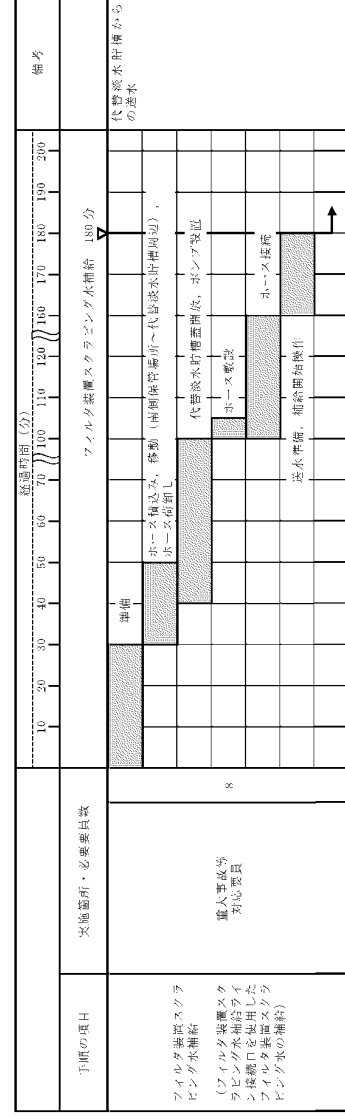 手順の項目
実施箇所・必要要員数
経過時間(分)
備考
10 20 30 40 50 60 70 100 110 120 160 170 180 190 200
フィルタ装置スクラビング水補給 180分
フィルタ装置スクラ
ビング水補給
(フィルタ装置スク
ラビング水補給ライ
ン接続口を使用した
フィルタ装置スクラ
ビング水の補給)
重大事故等
対応要員
8
準備
ホース積込み,移動(南側保管場所~代替淡水貯槽周辺),
ホース荷卸し
代替淡水貯槽蓋開放,ポンプ設置
ホース敷設
ホース接続
送水準備,補給開始操作
代替淡水貯槽から
の送水